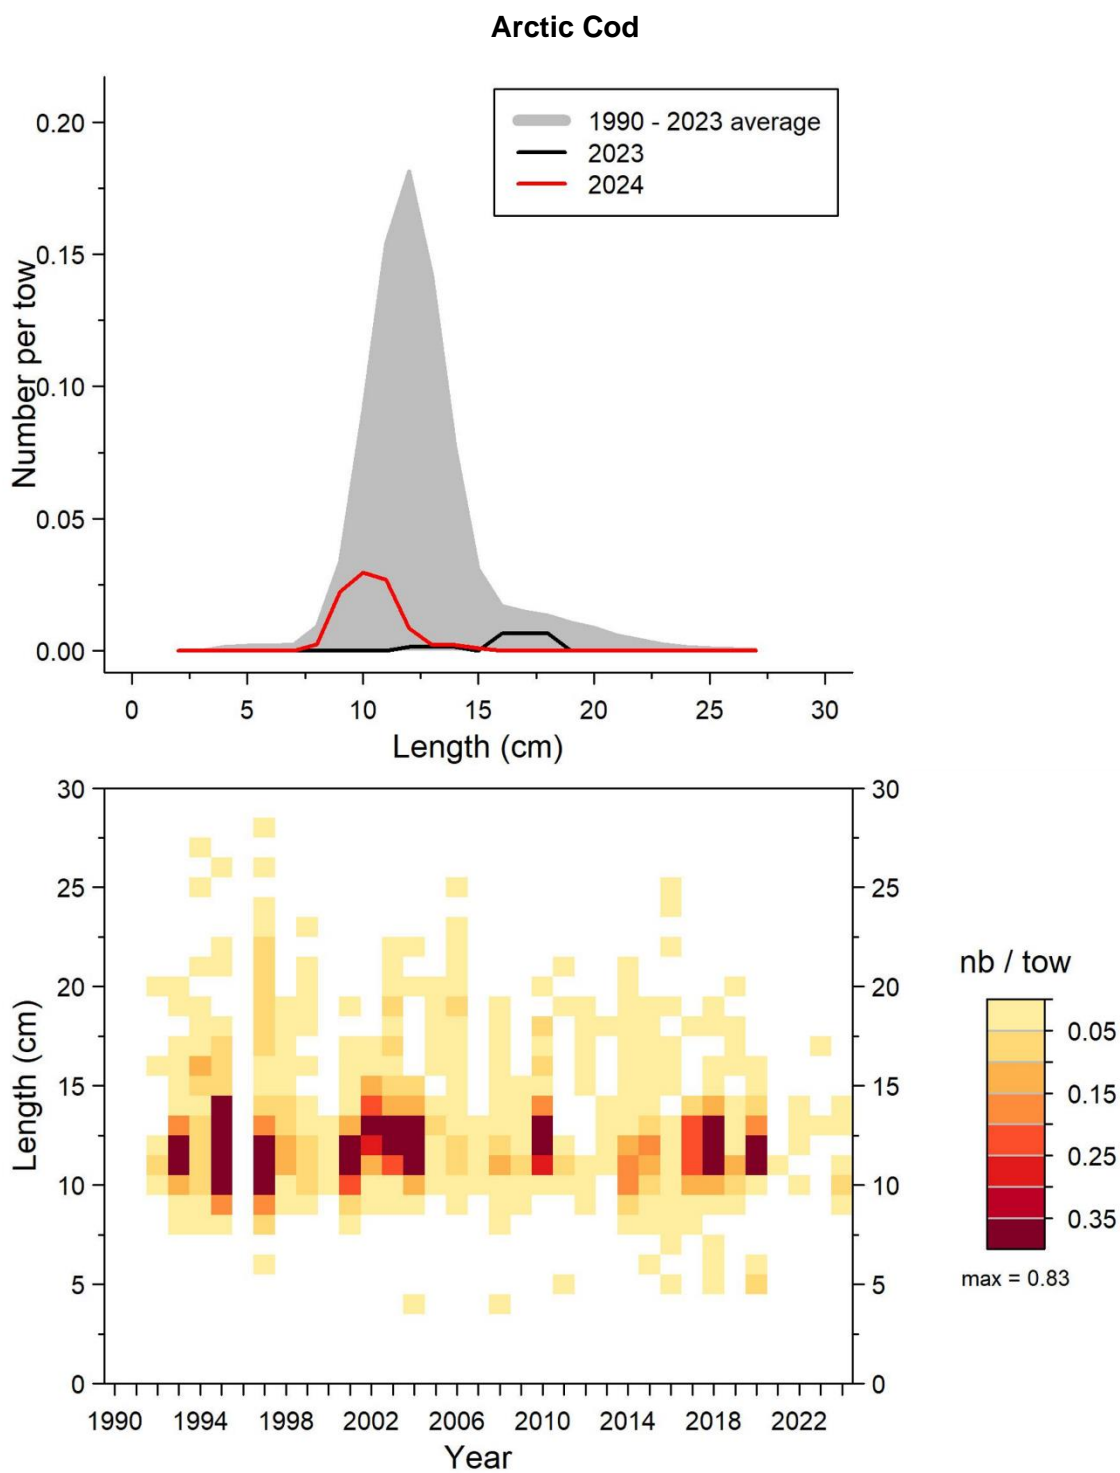 Arctic Cod
1990 - 2023 average
2023
2024
0.20
0.15
0.10
0.05
0.00
Number per tow
0 5 10 15 20 25 30
Length (cm)
30 30
25 25
20 20
15 15
10 10
5 5
0 0
Length (cm)
1990 1994 1998 2002 2006 2010 2014 2018 2022
Year
nb / tow
0.05
0.15
0.25
0.35
max = 0.83